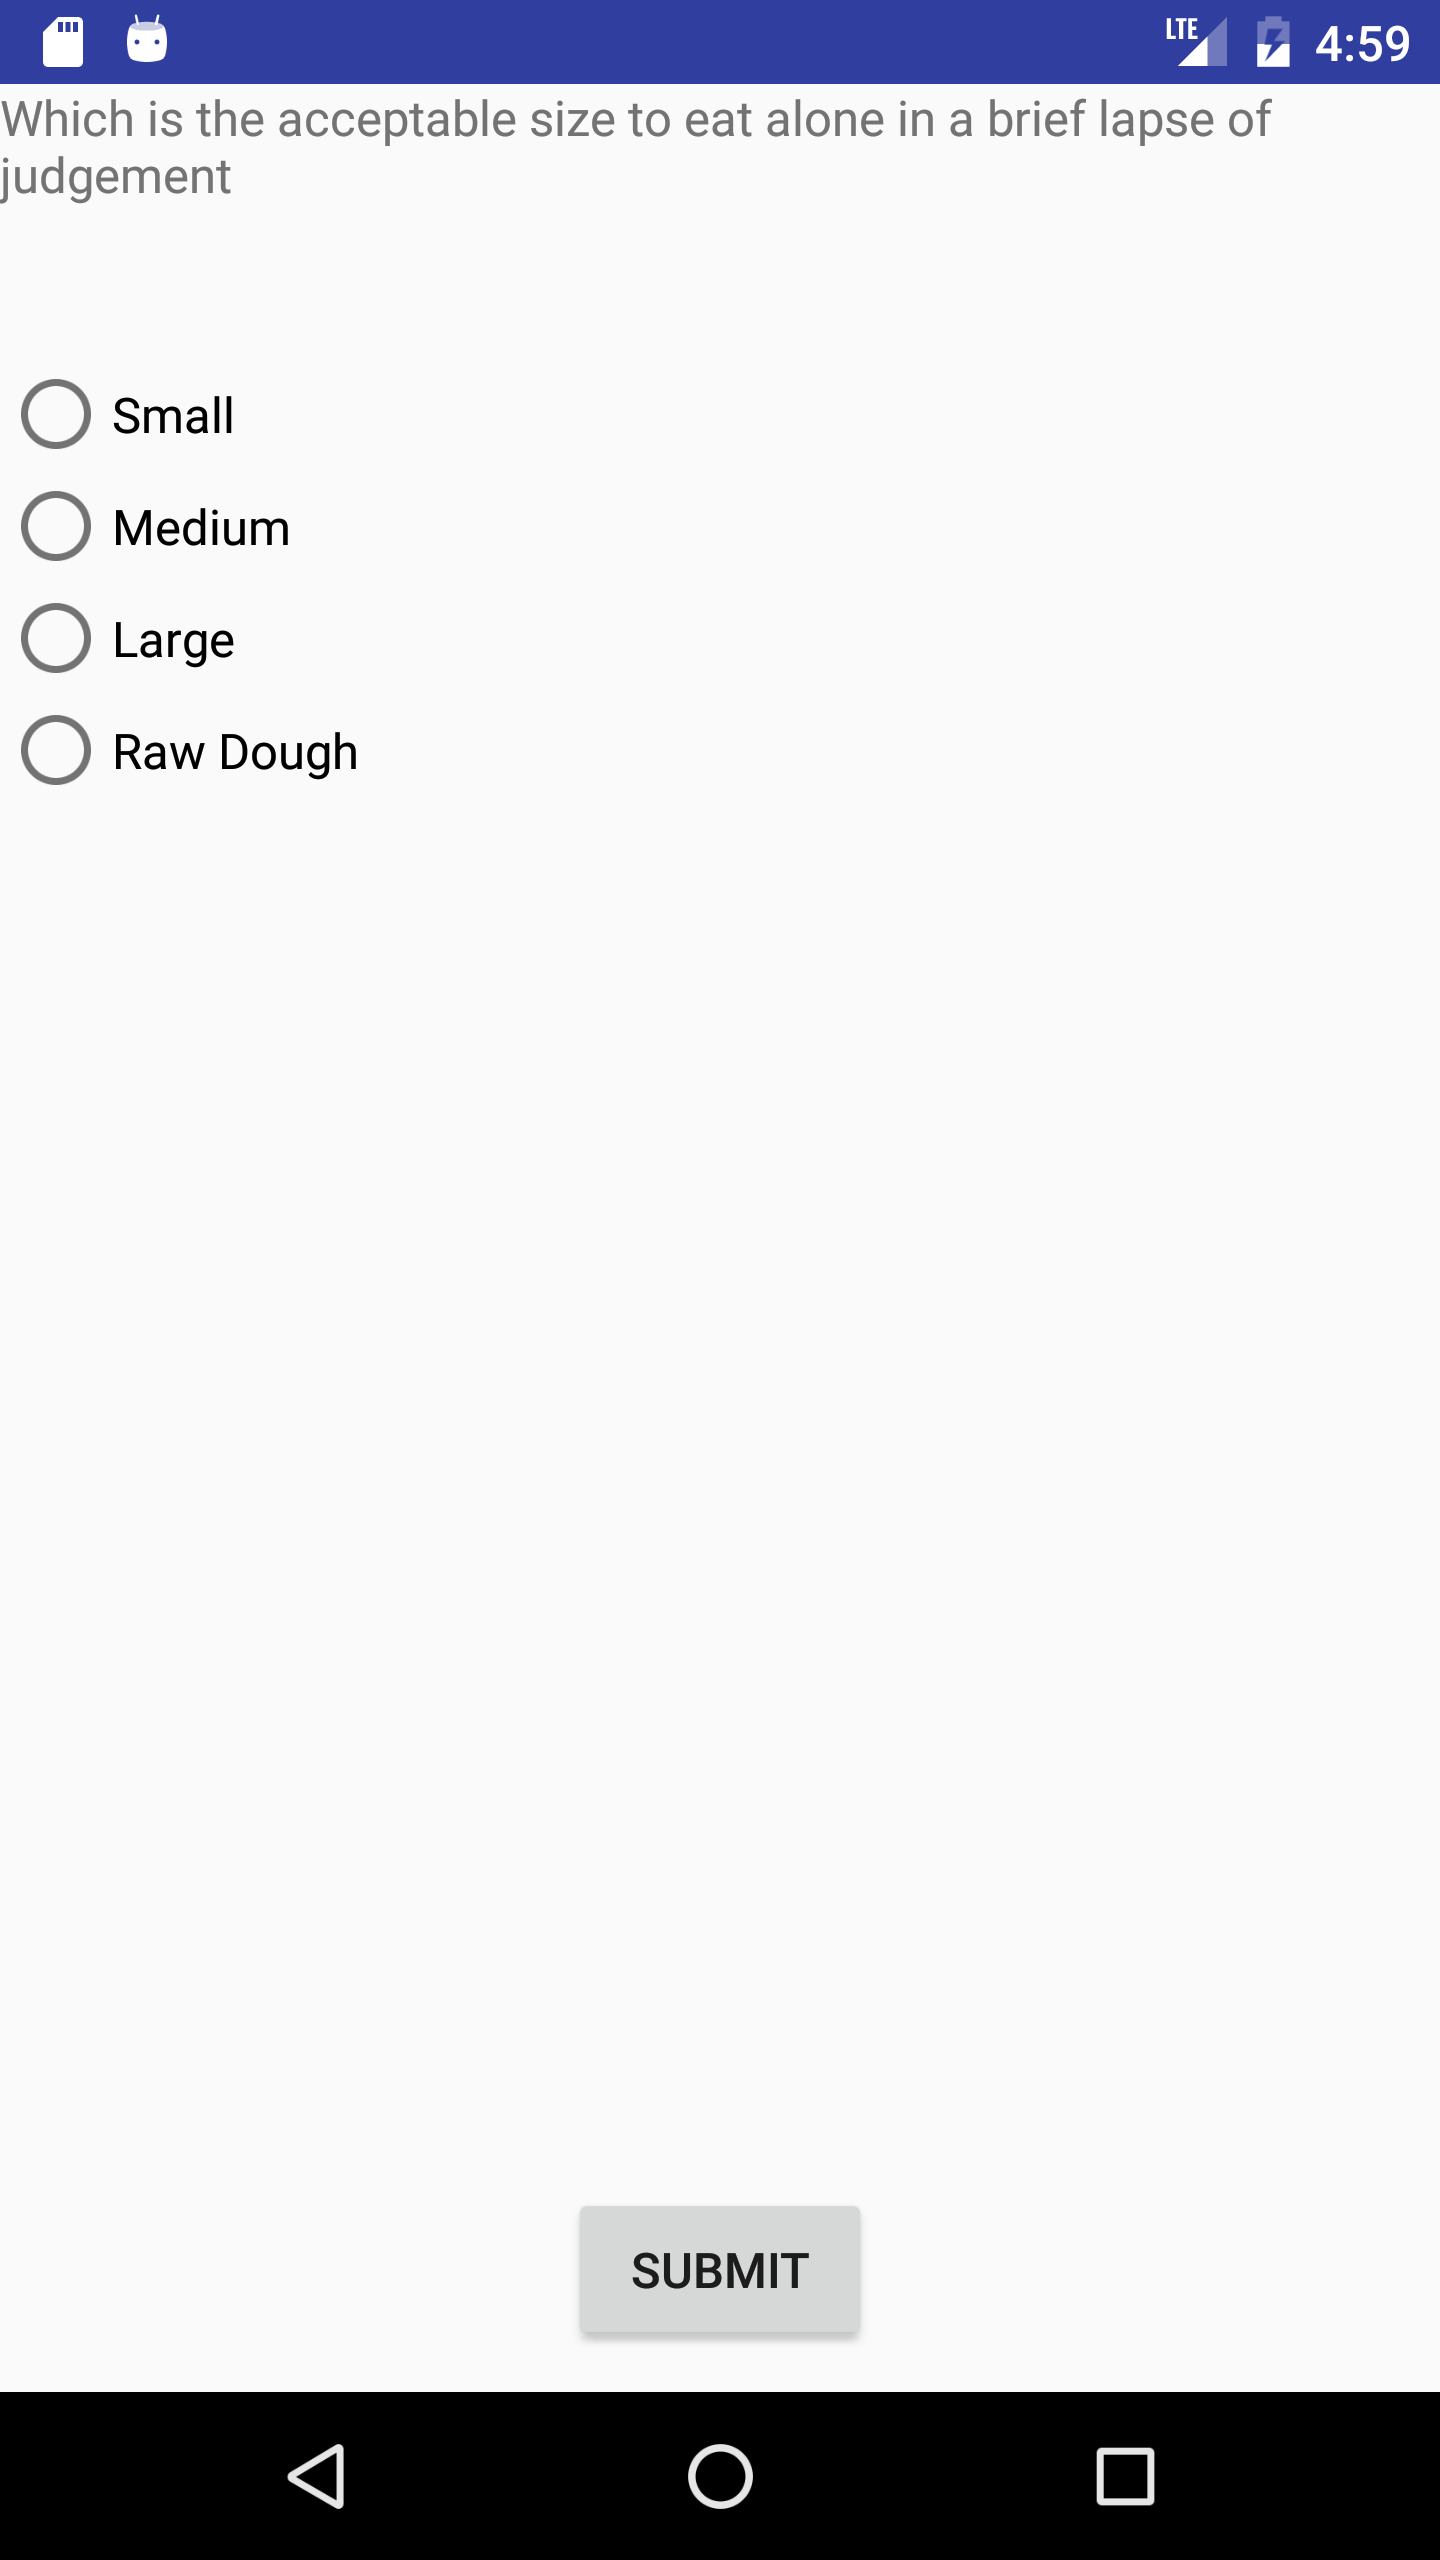 LTE 4:59
Which is the acceptable size to eat alone in a brief lapse of
judgement
Small
Medium
Large
Raw Dough
SUBMIT